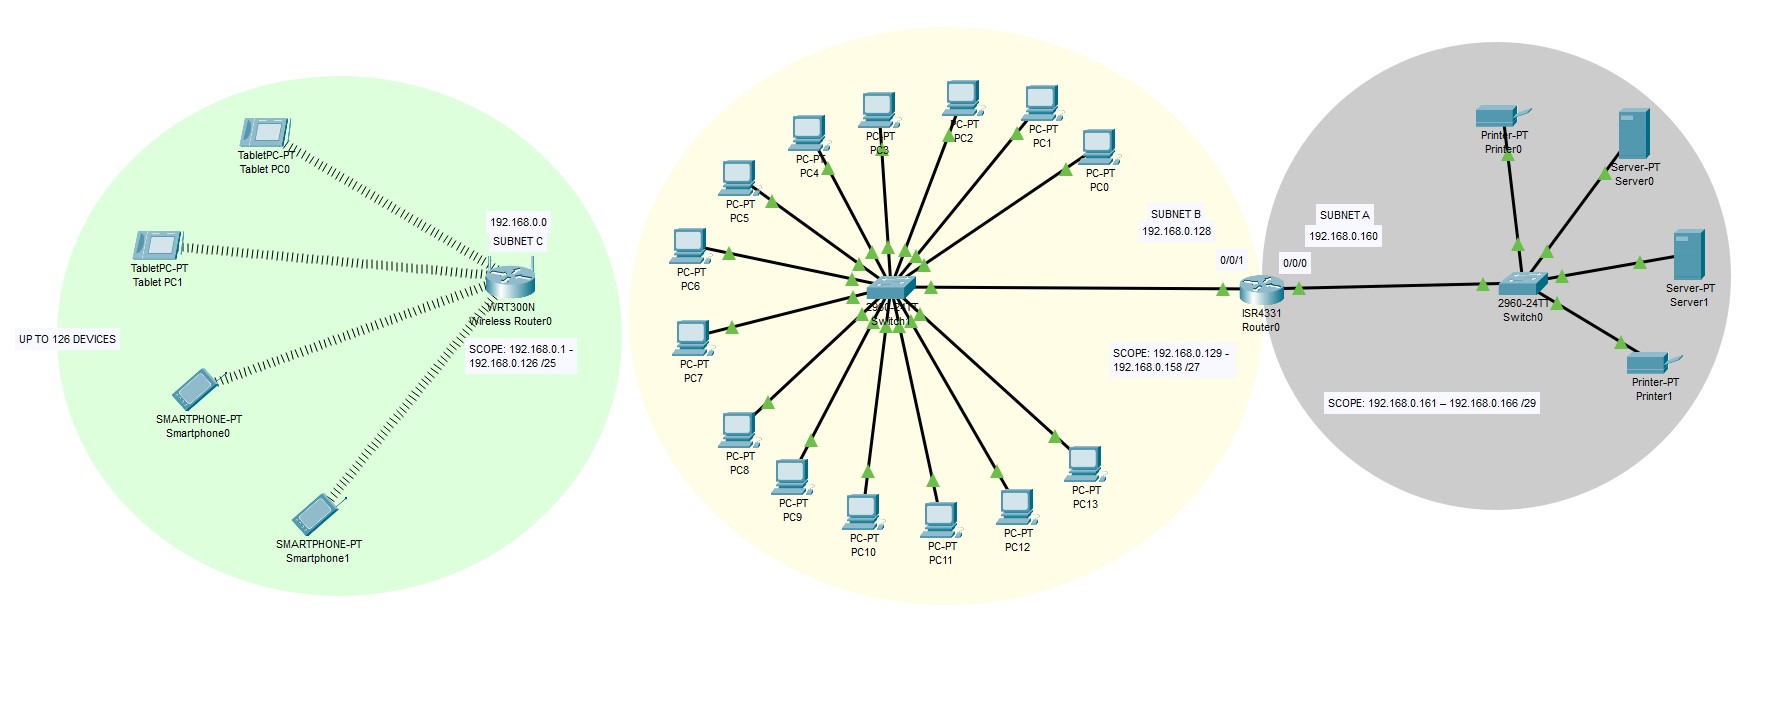 TabletPC-PT
Tablet PC0
TabletPC-PT
Tablet PC1
192.168.0.0
SUBNET C
WRT300N
Wireless Router0
UP TO 126 DEVICES
SCOPE: 192.168.0.1 -
192.168.0.126 /25
SMARTPHONE-PT
Smartphone0
SMARTPHONE-PT
Smartphone1
PC-PT
PC4
PC-PT
PC3
PC-PT
PC2
PC-PT
PC1
PC-PT
PC0
PC-PT
PC5
PC-PT
PC6
PC-PT
PC7
PC-PT
PC8
PC-PT
PC9
PC-PT
PC10
PC-PT
PC11
PC-PT
PC12
PC-PT
PC13
2960-24TT
Switch1
SUBNET B
192.168.0.128
0/0/1
SCOPE: 192.168.0.129 -
192.168.0.158 /27
ISR4331
Router0
SUBNET A
192.168.0.160
0/0/0
2960-24TT
Switch0
Printer-PT
Printer0
Server-PT
Server0
Server-PT
Server1
Printer-PT
Printer1
SCOPE: 192.168.0.161 – 192.168.0.166 /29